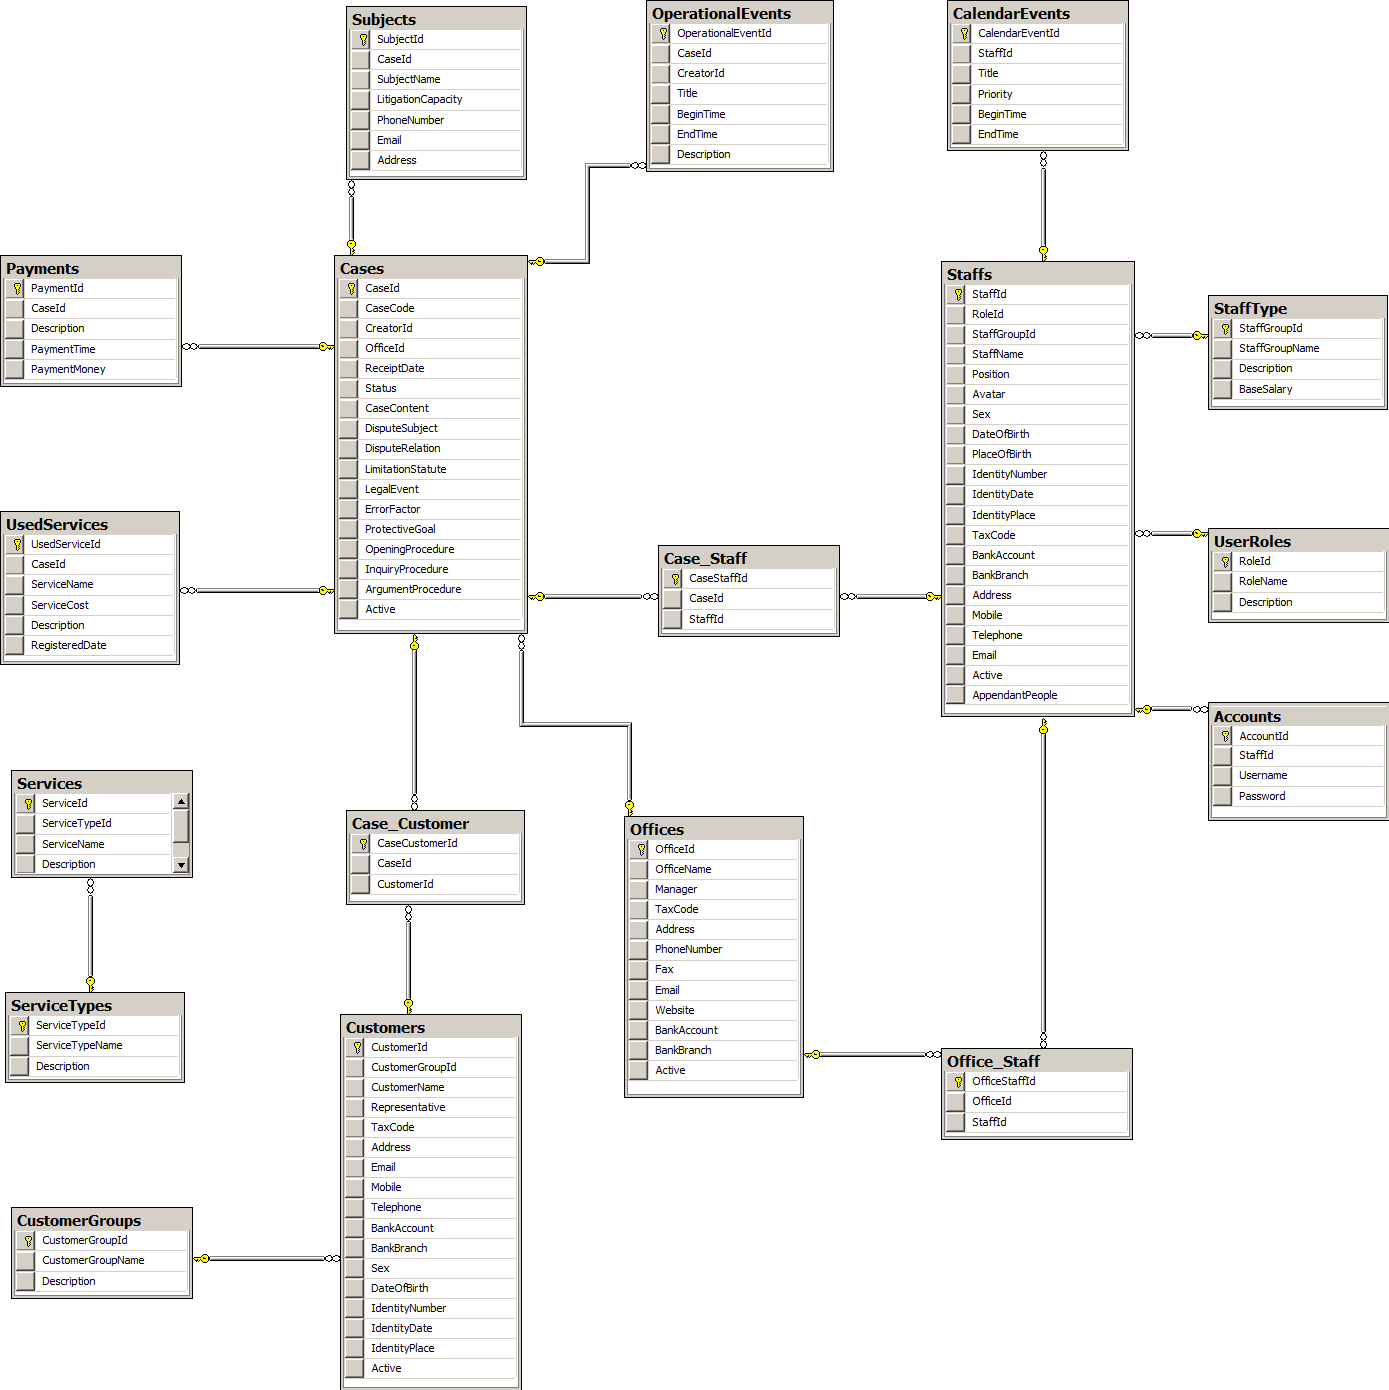 Subjects
SubjectId
CaseId
SubjectName
LitigationCapacity
PhoneNumber
Email
Address
OperationalEvents
OperationalEventId
CaseId
CreatorId
Title
BeginTime
EndTime
Description
CalendarEvents
CalendarEventId
StaffId
Title
Priority
BeginTime
EndTime
Payments
PaymentId
CaseId
Description
PaymentTime
PaymentMoney
Cases
CaseId
CaseCode
CreatorId
OfficeId
ReceiptDate
Status
CaseContent
DisputeSubject
DisputeRelation
LimitationStatute
LegalEvent
ErrorFactor
ProtectiveGoal
OpeningProcedure
InquiryProcedure
ArgumentProcedure
Active
Staffs
StaffId
RoleId
StaffGroupId
StaffName
Position
Avatar
Sex
DateOfBirth
PlaceOfBirth
IdentityNumber
IdentityDate
IdentityPlace
TaxCode
BankAccount
BankBranch
Address
Mobile
Telephone
Email
Active
AppendantPeople
StaffType
StaffGroupId
StaffGroupName
Description
BaseSalary
UsedServices
UsedServiceId
CaseId
ServiceName
ServiceCost
Description
RegisteredDate
Case_Staff
CaseStaffId
CaseId
StaffId
UserRoles
RoleId
RoleName
Description
Accounts
AccountId
StaffId
Username
Password
Services
ServiceId
ServiceTypeId
ServiceName
Description
Case_Customer
CaseCustomerId
CaseId
CustomerId
Offices
OfficeId
OfficeName
Manager
TaxCode
Address
PhoneNumber
Fax
Email
Website
BankAccount
BankBranch
Active
ServiceTypes
ServiceTypeId
ServiceTypeName
Description
Customers
CustomerId
CustomerGroupId
CustomerName
Representative
TaxCode
Address
Email
Mobile
Telephone
BankAccount
BankBranch
Sex
DateOfBirth
IdentityNumber
IdentityDate
IdentityPlace
Active
Office_Staff
OfficeStaffId
OfficeId
StaffId
CustomerGroups
CustomerGroupId
CustomerGroupName
Description